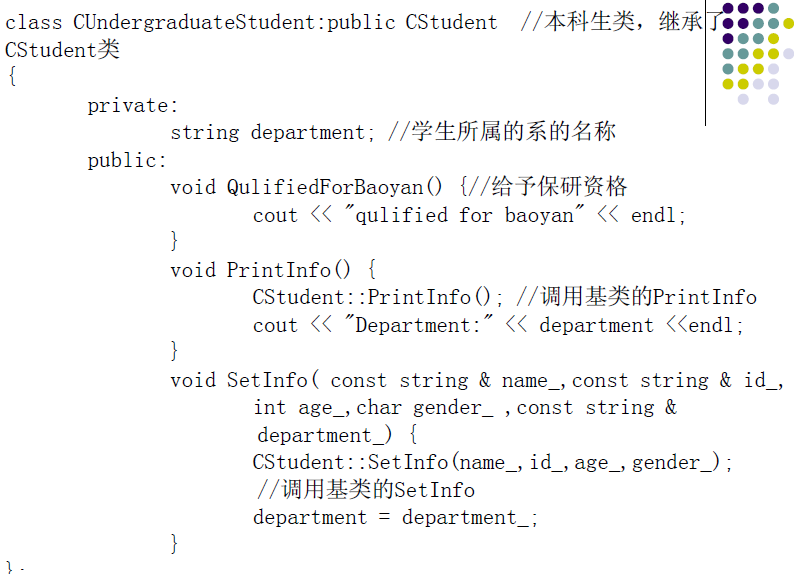 class CUndergraduateStudent:public CStudent //本科生类，继承了
CStudent类
{
private:
string department; //学生所属的系的名称
public:
void QulifiedForBaoyan() {//给予保研资格
cout << "qulified for baoyan" << endl;
}
void PrintInfo() {
CStudent::PrintInfo(); //调用基类的PrintInfo
cout << "Department:" << department <<endl;
}
void SetInfo( const string & name_,const string & id_,
int age_,char gender_ ,const string &
department_) {
CStudent::SetInfo(name_,id_,age_,gender_);
//调用基类的SetInfo
department = department_;
}
};